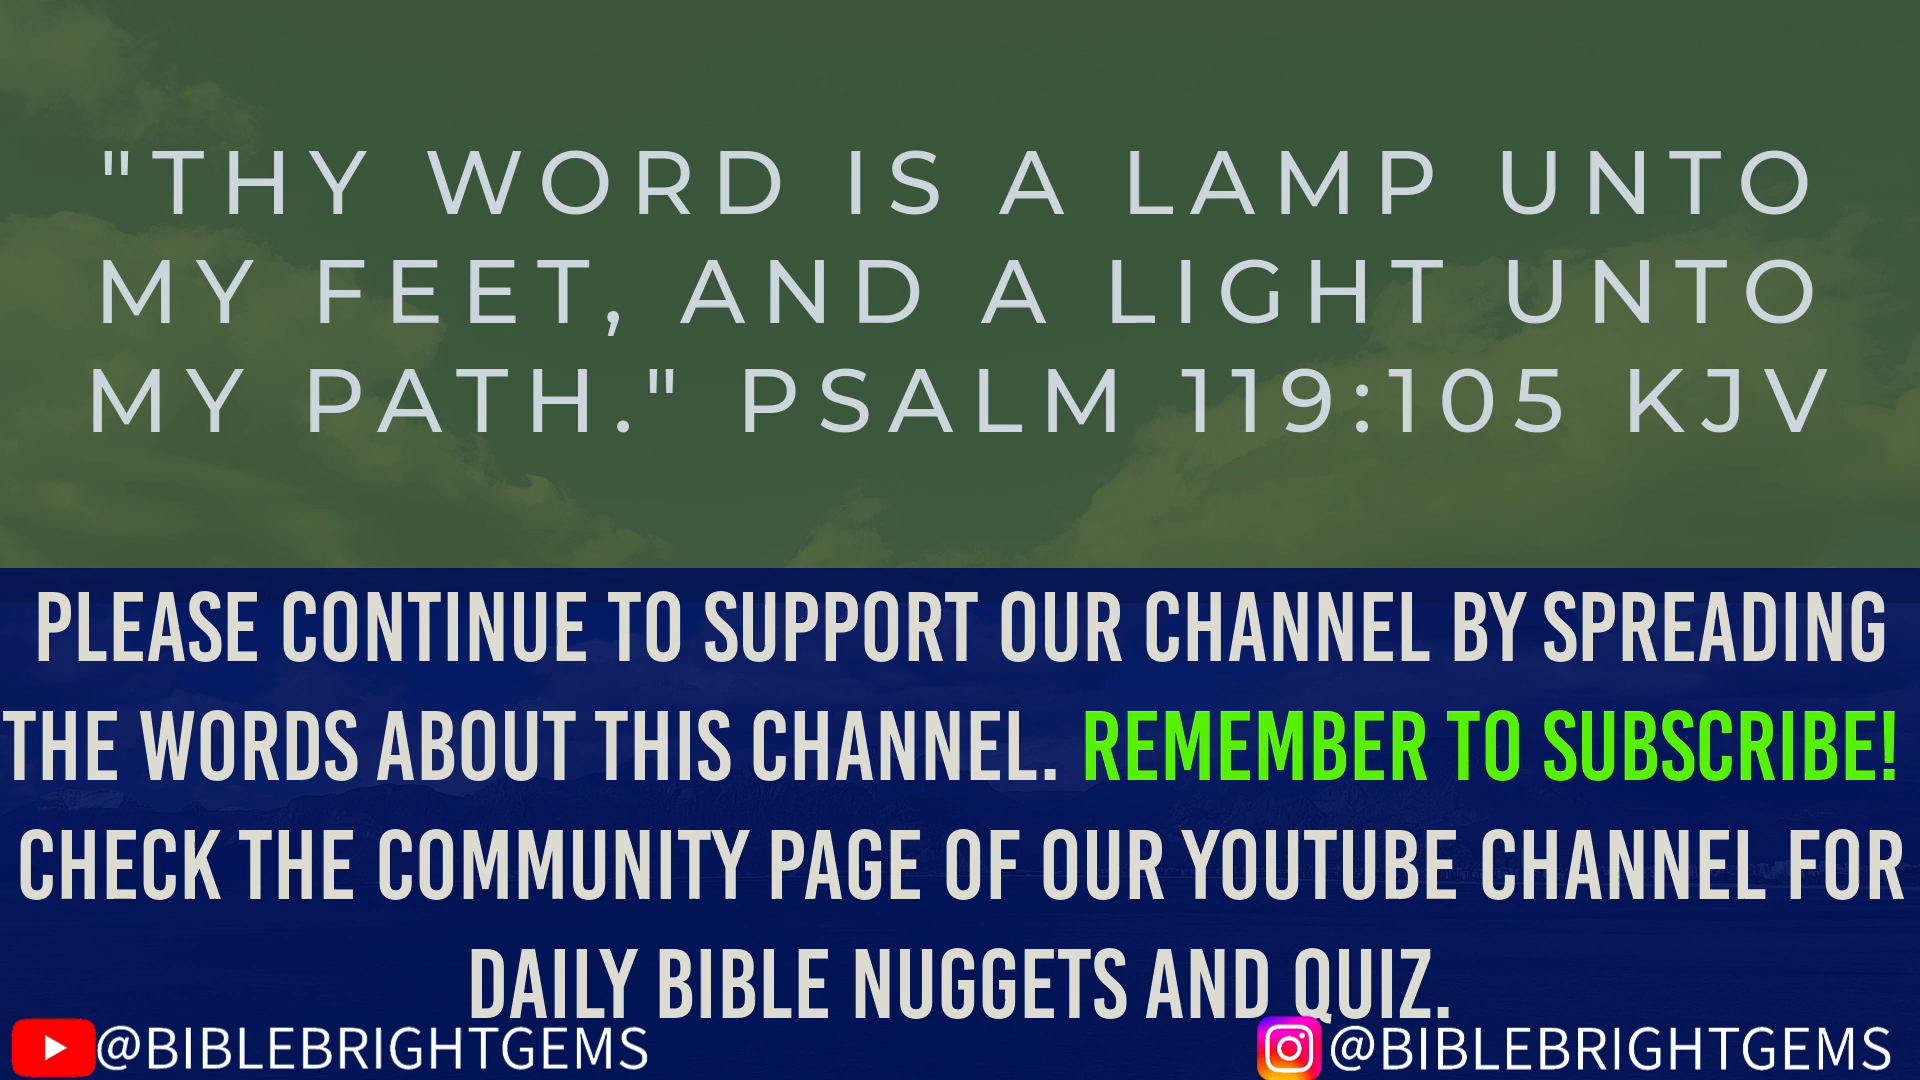 "THY WORD IS A LAMP UNTO
MY FEET, AND A LIGHT UNTO
MY PATH." PSALM 119:105 KJV
PLEASE CONTINUE TO SUPPORT OUR CHANNEL BY SPREADING
THE WORDS ABOUT THIS CHANNEL. REMEMBER TO SUBSCRIBE!
CHECK THE COMMUNITY PAGE OF OUR YOUTUBE CHANNEL FOR
DAILY BIBLE NUGGETS AND QUIZ.
@BIBLEBRIGHTGEMS
@BIBLEBRIGHTGEMS